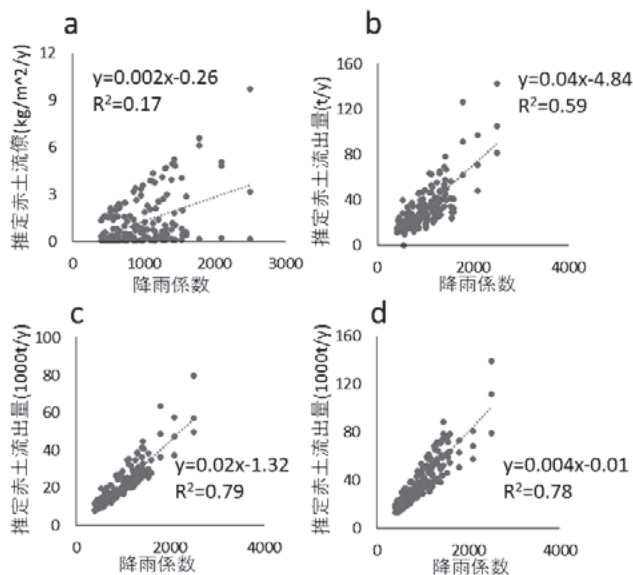 a
推定赤土流僚(kg/m^2/y)
12
9
6
3
0
y=0.002x-0.26
R²=0.17
0 1000 2000 3000
降雨係数
b
推定赤土流出量(t/y)
160
120
80
40
0
y=0.04x-4.84
R²=0.59
0 2000 4000
降雨係数
c
推定赤土流出量(1000t/y)
100
80
60
40
20
0
y=0.02x-1.32
R²=0.79
0 2000 4000
降雨係数
d
推定赤土流出量(1000t/y)
160
120
80
40
0
y=0.004x-0.01
R²=0.78
0 2000 4000
降雨係数